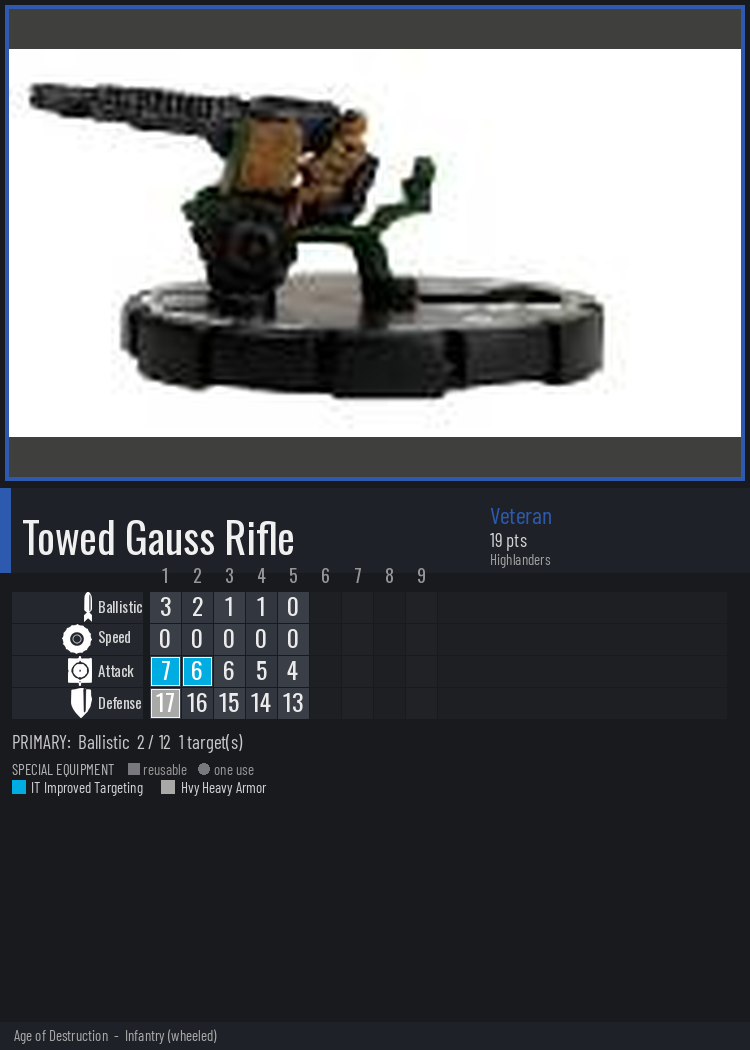 Towed Gauss Rifle
Veteran
19 pts
Highlanders
1 2 3 4 5 6 7 8 9
Ballistic 3 2 1 1 0
Speed 0 0 0 0 0
Attack 7 6 6 5 4
Defense 17 16 15 14 13
PRIMARY: Ballistic 2 / 12 1 target(s)
SPECIAL EQUIPMENT reusable one use
IT Improved Targeting Hvy Heavy Armor
Age of Destruction - Infantry (wheeled)